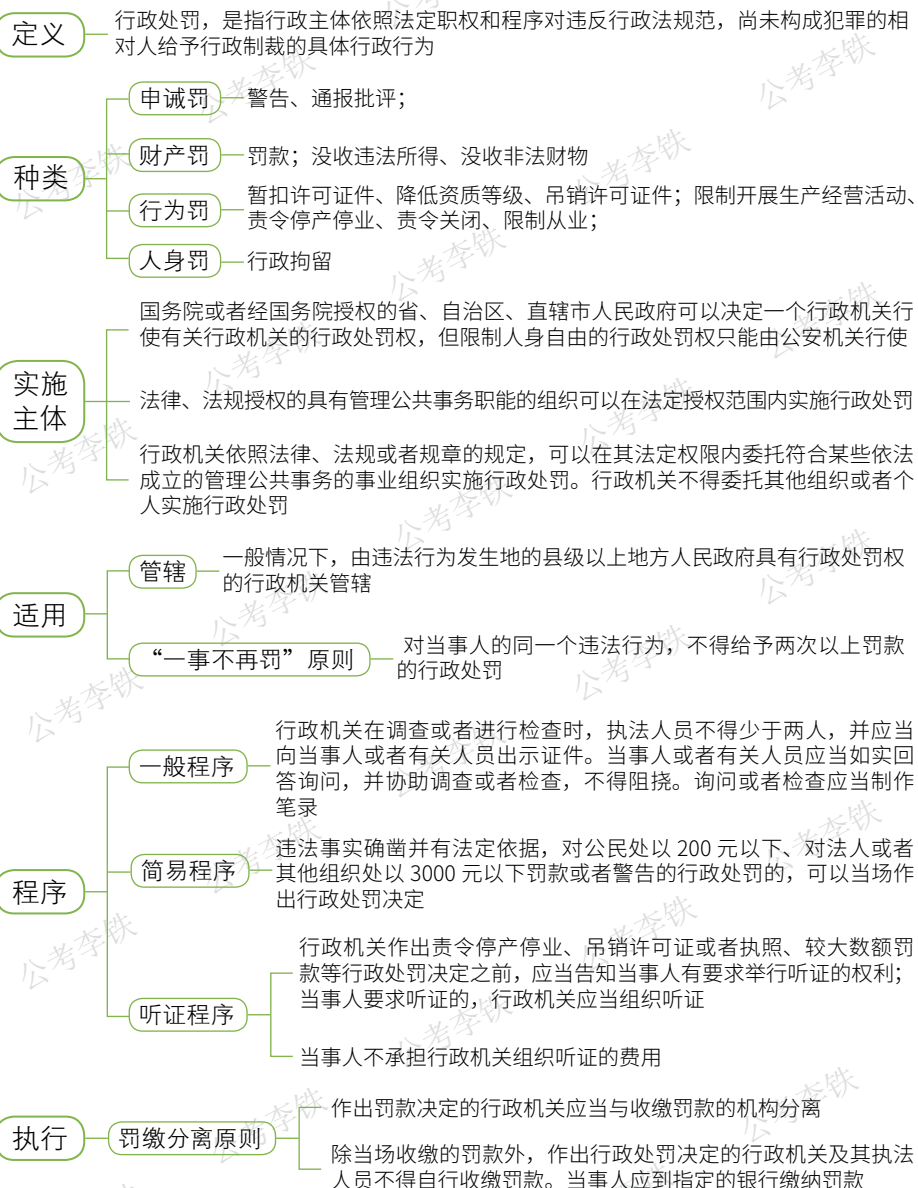 定义
行政处罚，是指行政主体依照法定职权和程序对违反行政法规范，尚未构成犯罪的相
对人给予行政制裁的具体行政行为
种类
申诫罚
警告、通报批评；
财产罚
罚款；没收违法所得、没收非法财物
行为罚
暂扣许可证件、降低资质等级、吊销许可证件；限制开展生产经营活动、
责令停产停业、责令关闭、限制从业；
人身罚
行政拘留
实施
主体
国务院或者经国务院授权的省、自治区、直辖市人民政府可以决定一个行政机关行
使有关行政机关的行政处罚权，但限制人身自由的行政处罚权只能由公安机关行使
法律、法规授权的具有管理公共事务职能的组织可以在法定授权范围内实施行政处罚
行政机关依照法律、法规或者规章的规定，可以在其法定权限内委托符合某些依法
成立的管理公共事务的事业组织实施行政处罚。行政机关不得委托其他组织或者个
人实施行政处罚
适用
管辖
一般情况下，由违法行为发生地的县级以上地方人民政府具有行政处罚权
的行政机关管辖
“一事不再罚”原则
对当事人的同一个违法行为，不得给予两次以上罚款
的行政处罚
程序
一般程序
行政机关在调查或者进行检查时，执法人员不得少于两人，并应当
向当事人或者有关人员出示证件。当事人或者有关人员应当如实回
答询问，并协助调查或者检查，不得阻挠。询问或者检查应当制作
笔录
简易程序
违法事实确凿并有法定依据，对公民处以 200 元以下、对法人或者
其他组织处以 3000 元以下罚款或者警告的行政处罚的，可以当场作
出行政处罚决定
听证程序
行政机关作出责令停产停业、吊销许可证或者执照、较大数额罚
款等行政处罚决定之前，应当告知当事人有要求举行听证的权利；
当事人要求听证的，行政机关应当组织听证
当事人不承担行政机关组织听证的费用
执行
罚缴分离原则
作出罚款决定的行政机关应当与收缴罚款的机构分离
除当场收缴的罚款外，作出行政处罚决定的行政机关及其执法
人员不得自行收缴罚款。当事人应到指定的银行缴纳罚款
公考李铁